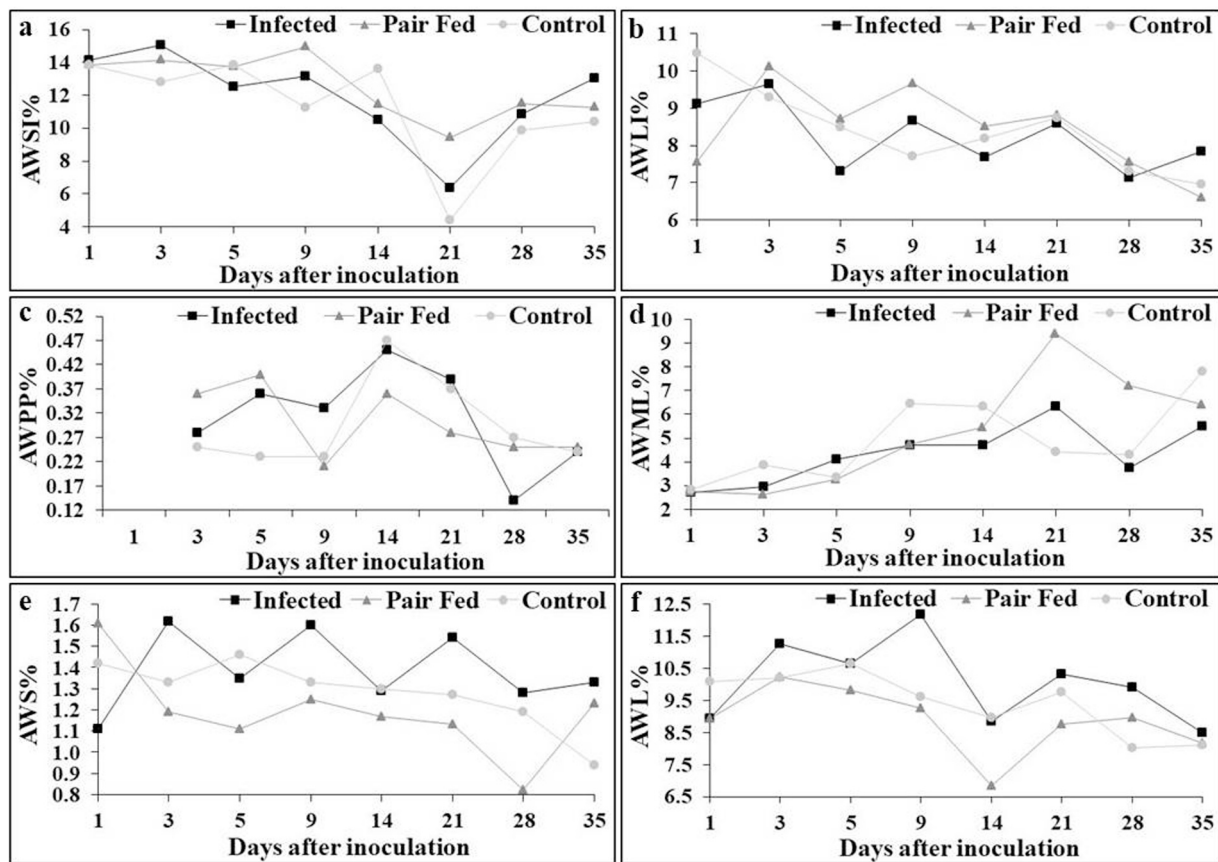 a
Infected Pair Fed Control
AWSI%
16
14
12
10
8
6
4
1 3 5 9 14 21 28 35
Days after inoculation
b
Infected Pair Fed Control
AWLI%
11
10
9
8
7
6
1 3 5 9 14 21 28 35
Days after inoculation
c
Infected Pair Fed Control
AWPP%
0.52
0.47
0.42
0.37
0.32
0.27
0.22
0.17
0.12
1 3 5 9 14 21 28 35
Days after inoculation
d
Infected Pair Fed Control
AWML%
10
9
8
7
6
5
4
3
2
1 3 5 9 14 21 28 35
Days after inoculation
e
Infected Pair Fed Control
AWS%
1.7
1.6
1.5
1.4
1.3
1.2
1.1
1.0
0.9
0.8
1 3 5 9 14 21 28 35
Days after inoculation
f
Infected Pair Fed Control
AWL%
12.5
11.5
10.5
9.5
8.5
7.5
6.5
1 3 5 9 14 21 28 35
Days after inoculation